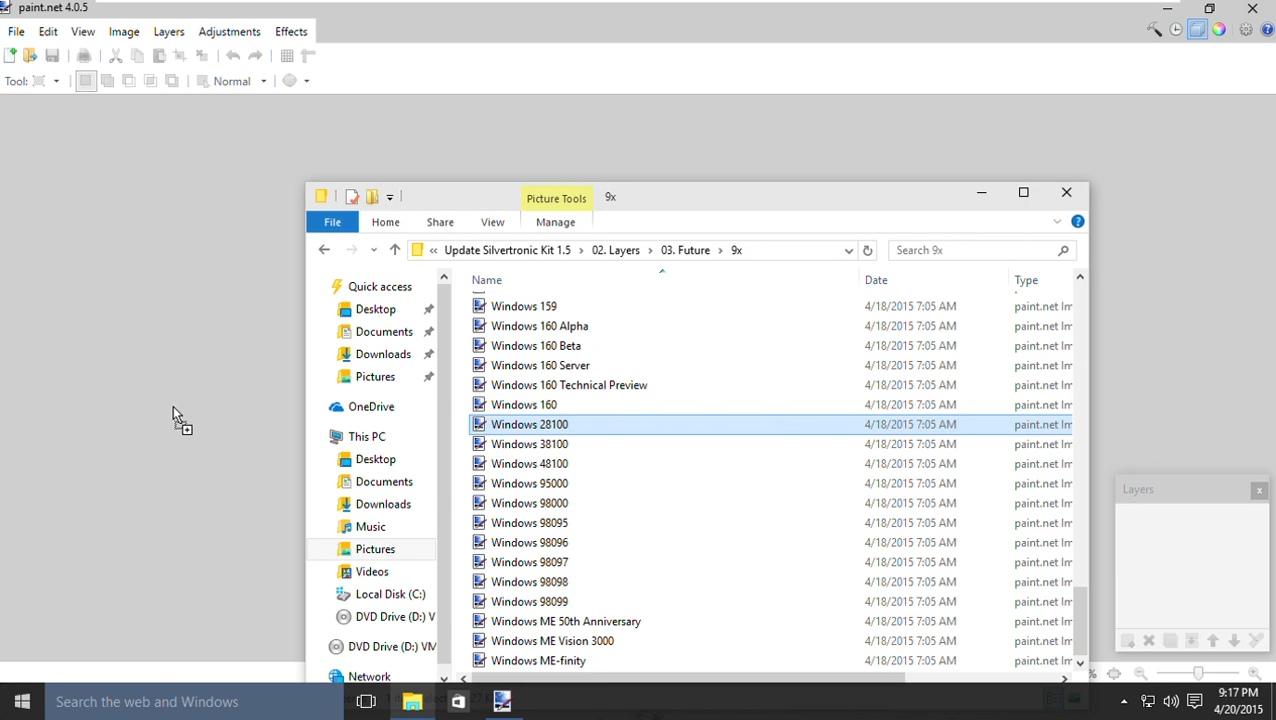 paint.net 4.0.5
File Edit View Image Layers Adjustments Effects
Tool: Normal
Picture Tools 9x
File Home Share View Manage
« Update Silvertronic Kit 1.5 › 02. Layers › 03. Future › 9x
Search 9x
Name Date Type
Quick access
Desktop
Documents
Downloads
Pictures
OneDrive
This PC
Desktop
Documents
Downloads
Music
Pictures
Videos
Local Disk (C:)
DVD Drive (D:) V
DVD Drive (D:) VM
Network
Windows 159 4/18/2015 7:05 AM paint.net Im
Windows 160 Alpha 4/18/2015 7:05 AM paint.net Im
Windows 160 Beta 4/18/2015 7:05 AM paint.net Im
Windows 160 Server 4/18/2015 7:05 AM paint.net Im
Windows 160 Technical Preview 4/18/2015 7:05 AM paint.net Im
Windows 160 4/18/2015 7:05 AM paint.net Im
Windows 28100 4/18/2015 7:05 AM paint.net Im
Windows 38100 4/18/2015 7:05 AM paint.net Im
Windows 48100 4/18/2015 7:05 AM paint.net Im
Windows 95000 4/18/2015 7:05 AM paint.net Im
Windows 98000 4/18/2015 7:05 AM paint.net Im
Windows 98095 4/18/2015 7:05 AM paint.net Im
Windows 98096 4/18/2015 7:05 AM paint.net Im
Windows 98097 4/18/2015 7:05 AM paint.net Im
Windows 98098 4/18/2015 7:05 AM paint.net Im
Windows 98099 4/18/2015 7:05 AM paint.net Im
Windows ME 50th Anniversary 4/18/2015 7:05 AM paint.net Im
Windows ME Vision 3000 4/18/2015 7:05 AM paint.net Im
Windows ME-finity 4/18/2015 7:05 AM paint.net Im
Layers
%
Search the web and Windows
9:17 PM
4/20/2015